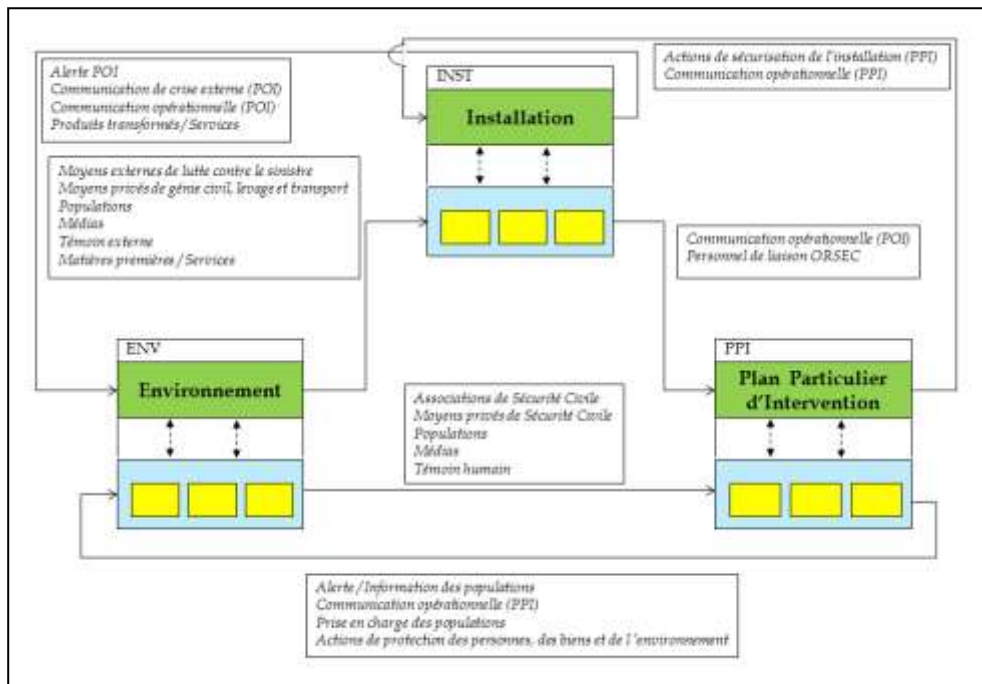 Alerte POI
Communication de crise externe (POI)
Communication opérationnelle (POI)
Produits transformés/Services
Actions de sécurisation de l'installation (PPI)
Communication opérationnelle (PPI)
INST
Installation
Moyens externes de lutte contre le sinistre
Moyens privés de génie civil, levage et transport
Populations
Médias
Témoin externe
Matières premières/Services
Communication opérationnelle (POI)
Personnel de liaison ORSEC
ENV
Environnement
PPI
Plan Particulier
d'Intervention
Associations de Sécurité Civile
Moyens privés de Sécurité Civile
Populations
Médias
Témoin humain
Alerte/Information des populations
Communication opérationnelle (PPI)
Prise en charge des populations
Actions de protection des personnes, des biens et de l'environnement